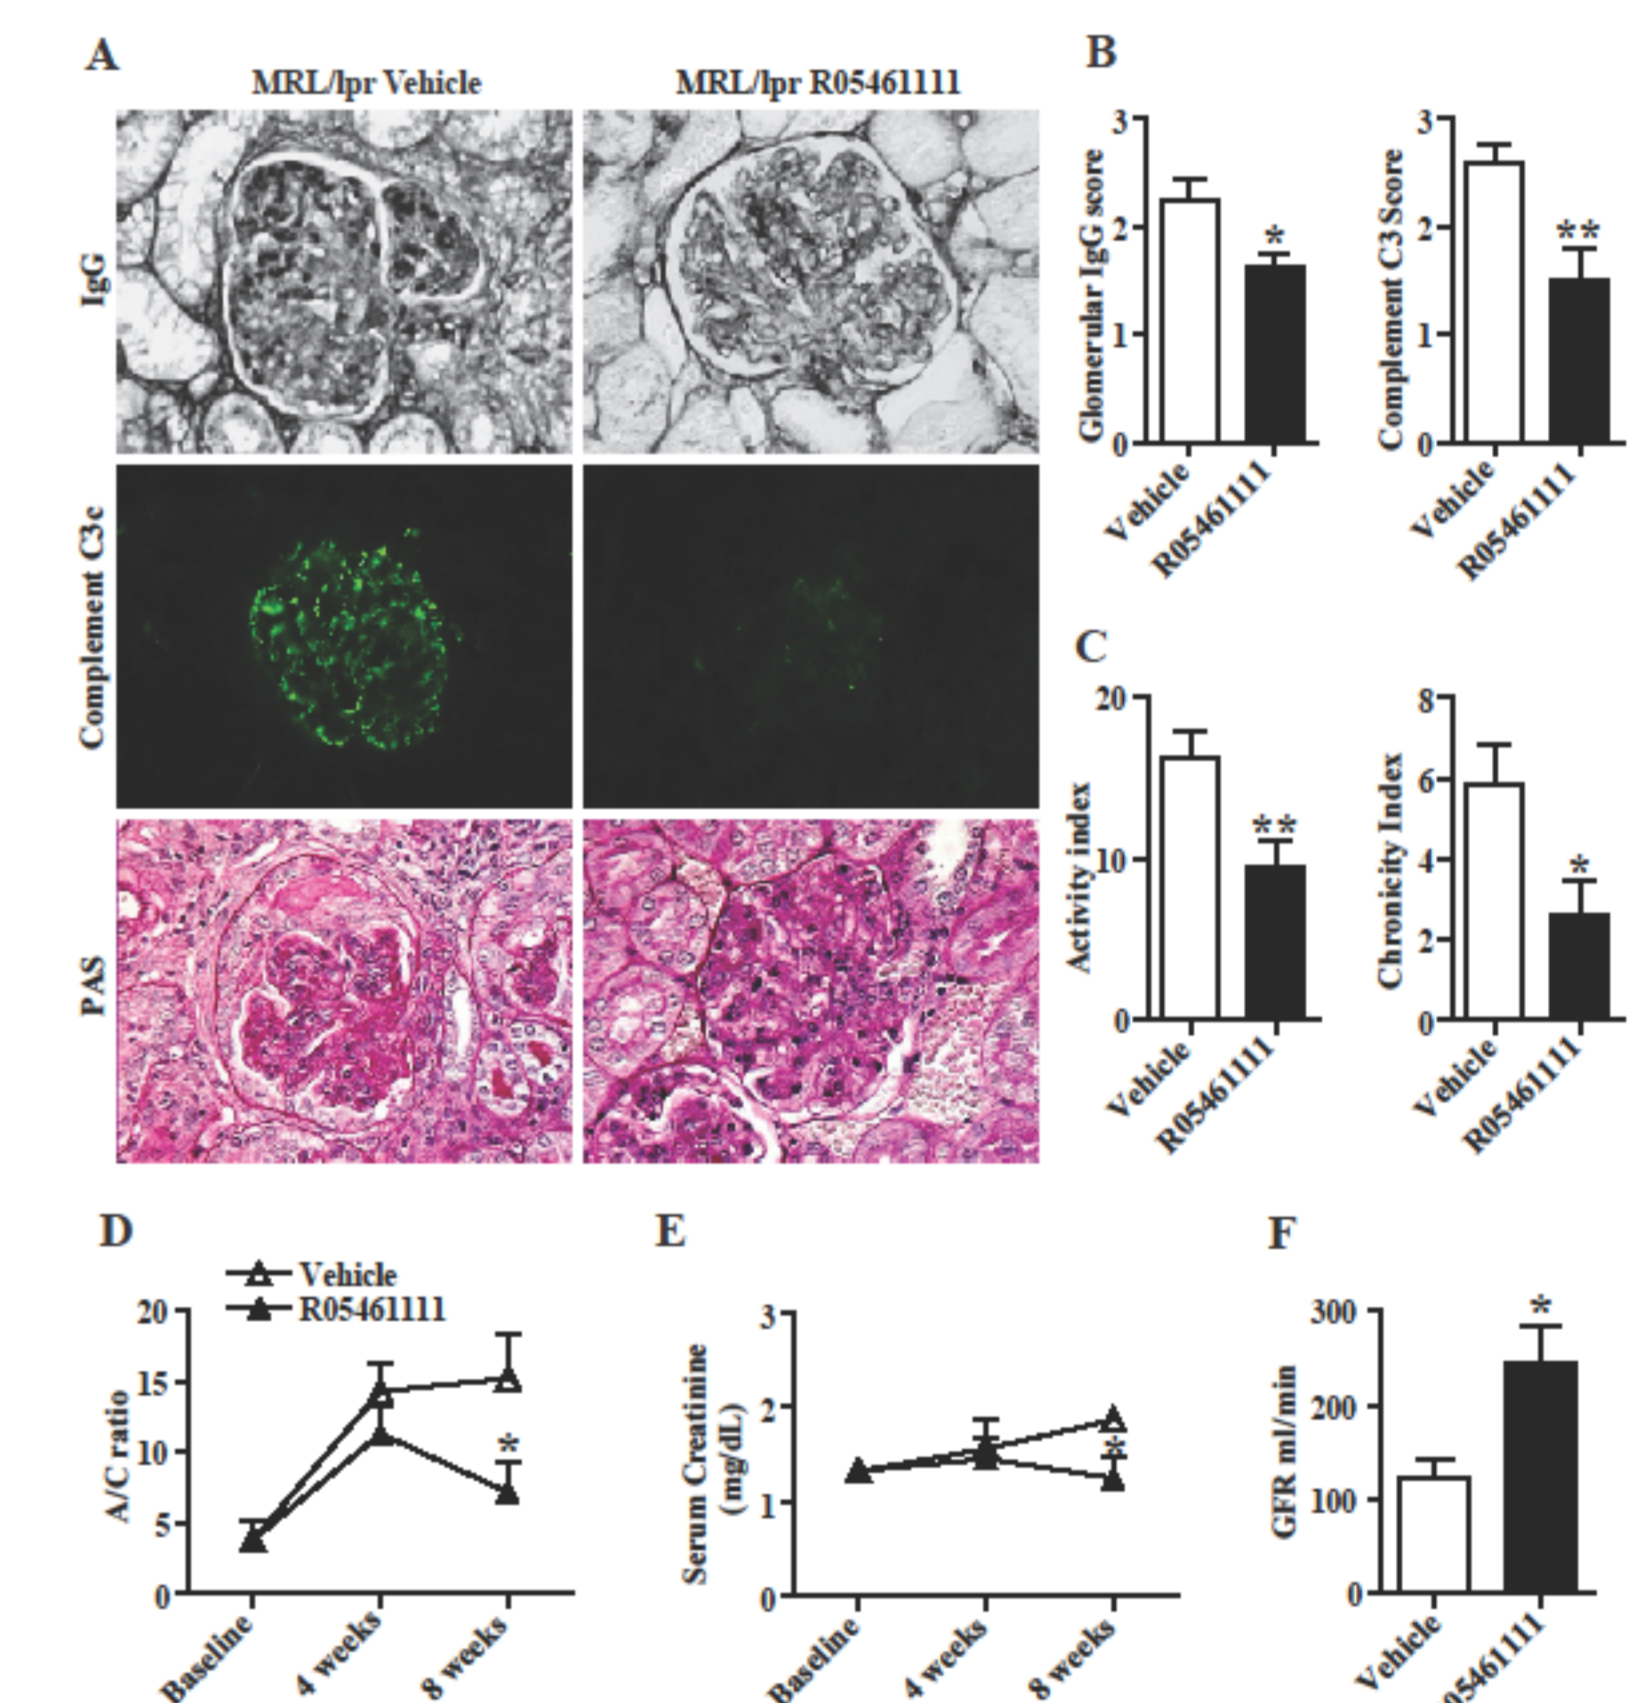 A
MRL/lpr Vehicle
MRL/lpr R05461111
IgG
Complement C3c
PAS
B
Glomerular IgG score
3
2
1
0
*
Vehicle
R05461111
Complement C3 Score
3
2
1
0
**
Vehicle
R05461111
C
Activity index
20
10
0
**
Vehicle
R05461111
Chronicity Index
8
6
4
2
0
*
Vehicle
R05461111
D
Vehicle
R05461111
A/C ratio
20
15
10
5
0
*
Baseline
4 weeks
8 weeks
E
Serum Creatinine
(mg/dL)
3
2
1
0
*
Baseline
4 weeks
8 weeks
F
GFR ml/min
300
200
100
0
*
Vehicle
05461111